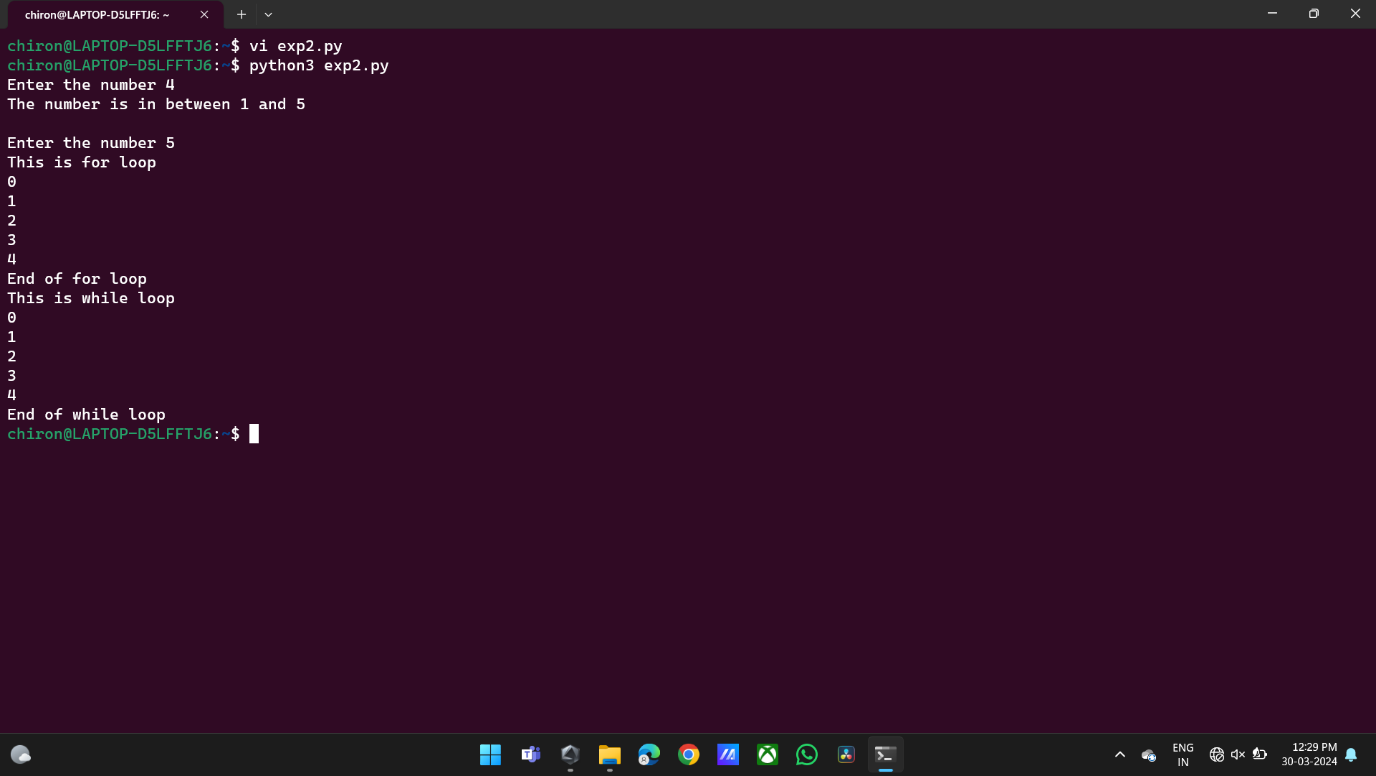 chiron@LAPTOP-D5LFFTJ6: ~
chiron@LAPTOP-D5LFFTJ6:~$ vi exp2.py
chiron@LAPTOP-D5LFFTJ6:~$ python3 exp2.py
Enter the number 4
The number is in between 1 and 5
Enter the number 5
This is for loop
0
1
2
3
4
End of for loop
This is while loop
0
1
2
3
4
End of while loop
chiron@LAPTOP-D5LFFTJ6:~$
ENG
IN
12:29 PM
30-03-2024